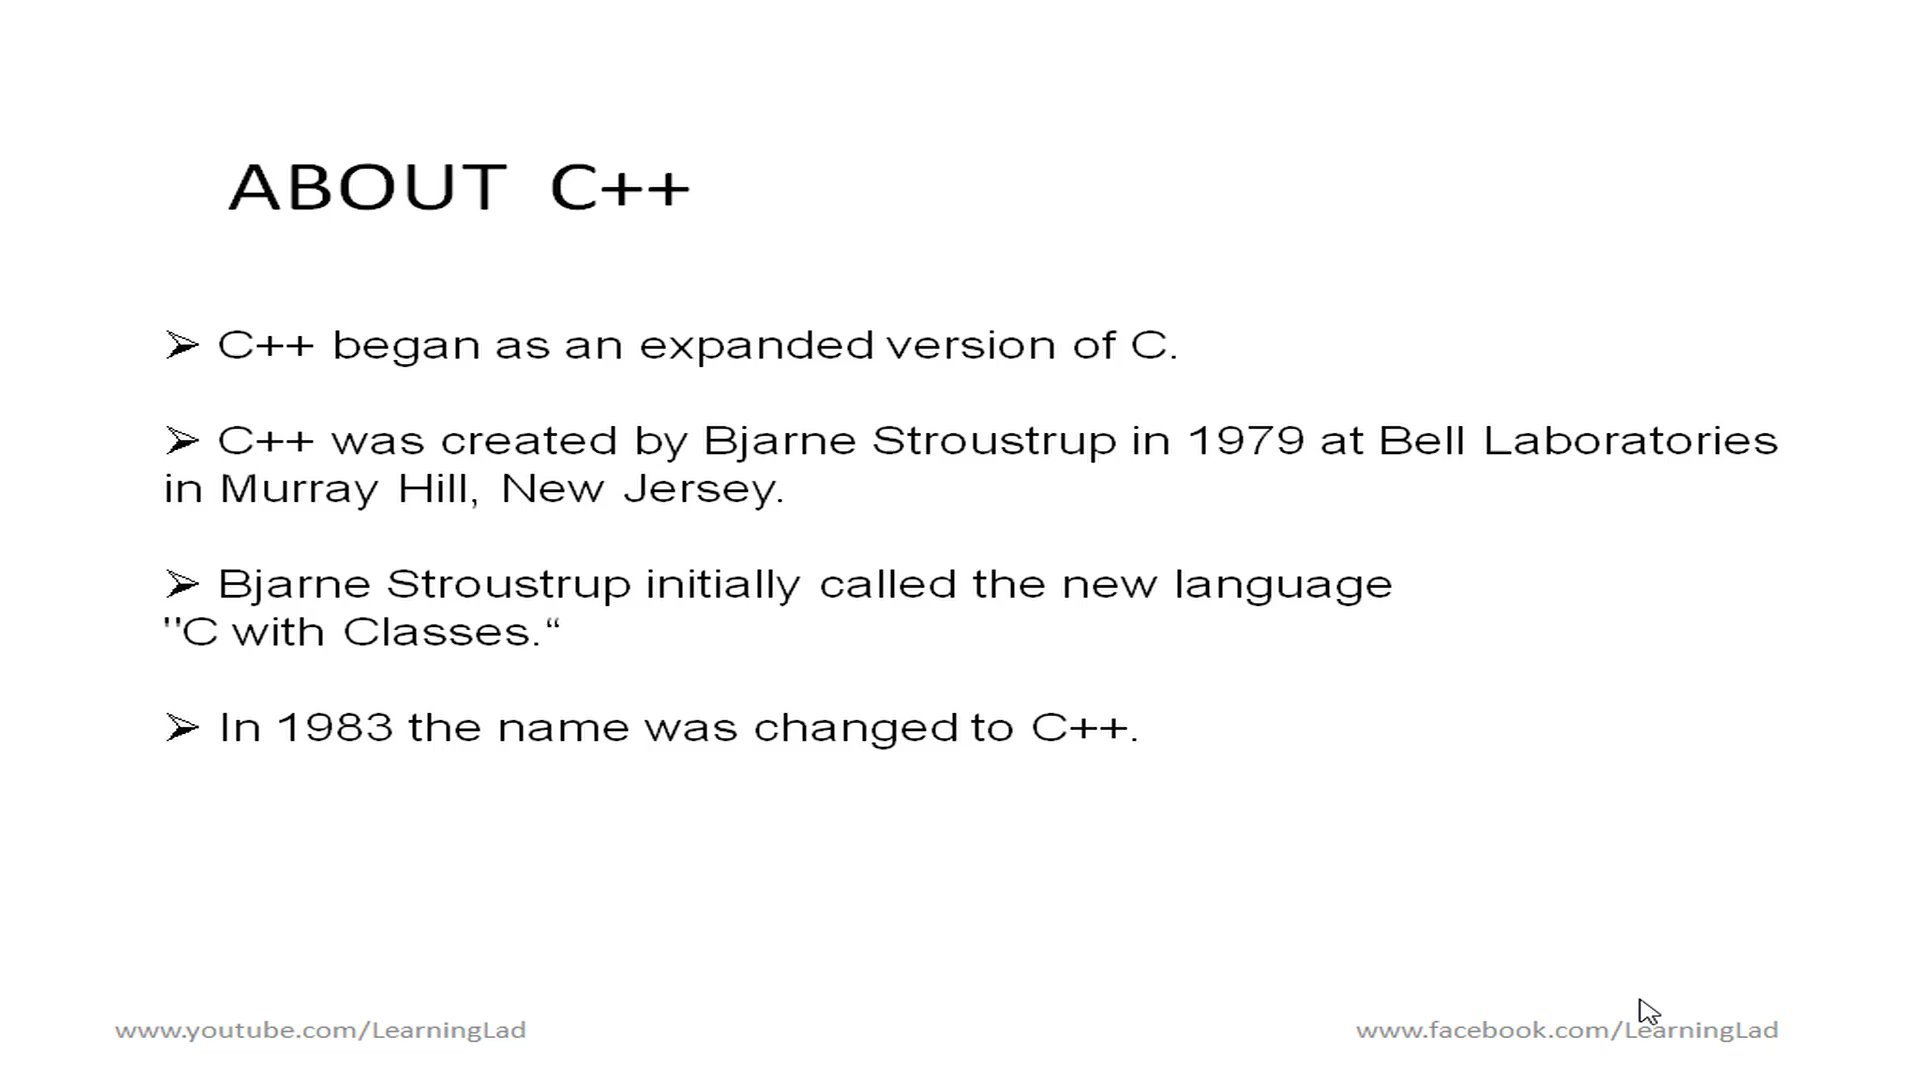 ABOUT C++
➢ C++ began as an expanded version of C.
➢ C++ was created by Bjarne Stroustrup in 1979 at Bell Laboratories
in Murray Hill, New Jersey.
➢ Bjarne Stroustrup initially called the new language
"C with Classes.“
➢ In 1983 the name was changed to C++.
www.youtube.com/LearningLad
www.facebook.com/LearningLad